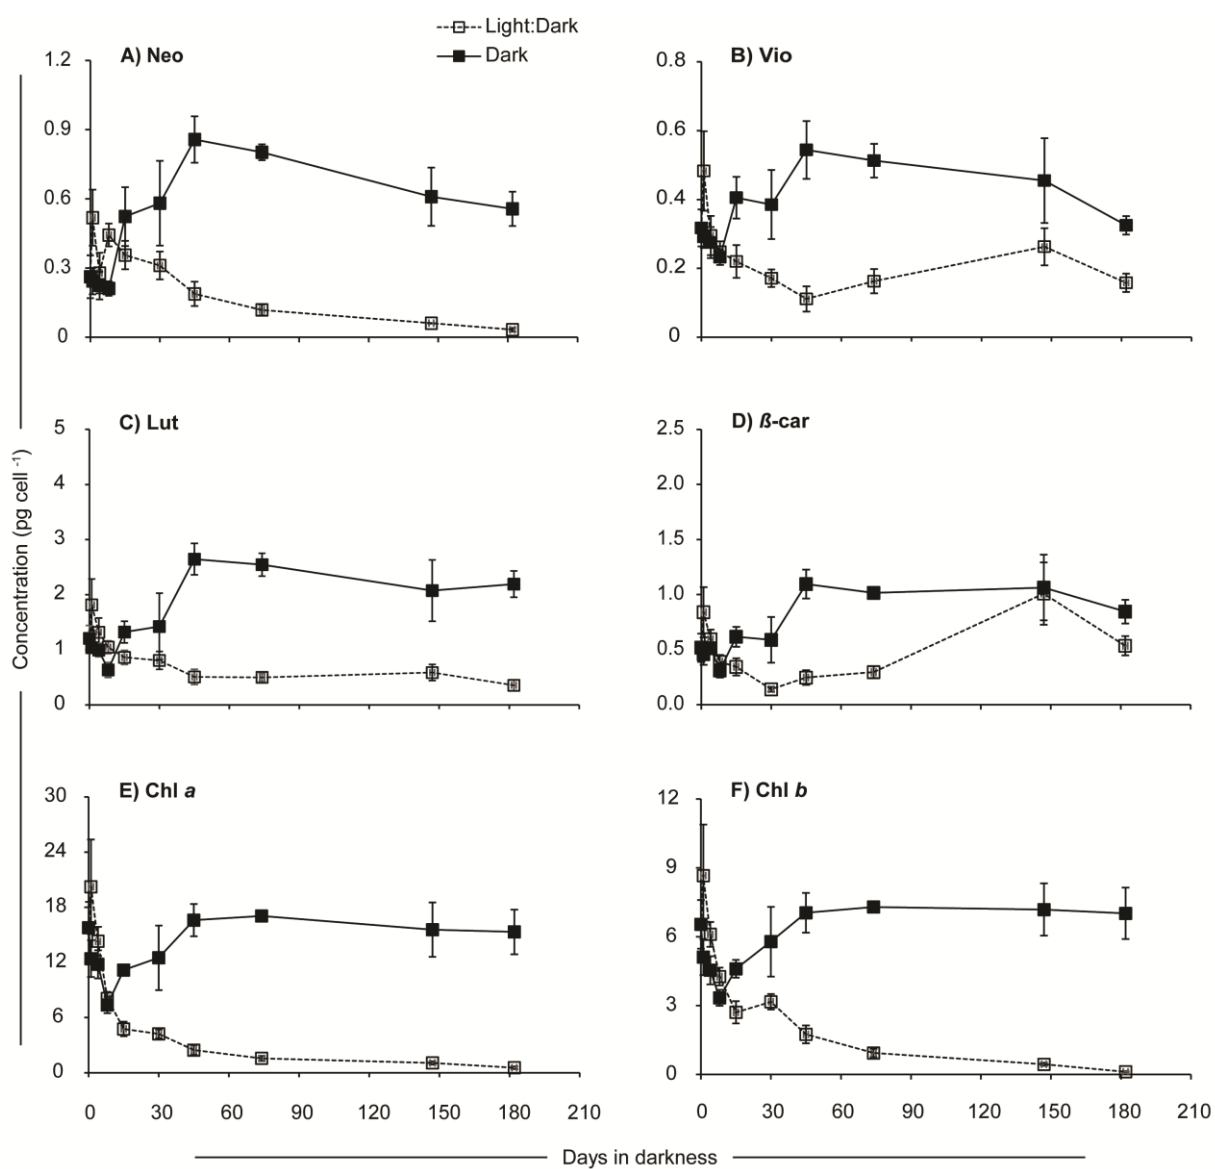 Light:Dark
Dark
A) Neo
1.2
0.9
0.6
0.3
0
B) Vio
0.8
0.6
0.4
0.2
0
C) Lut
5
4
3
2
1
0
D) ß-car
2.5
2.0
1.5
1.0
0.5
0.0
Concentration (pg cell -1)
E) Chl a
30
24
18
12
6
0
0 30 60 90 120 150 180 210
F) Chl b
12
9
6
3
0
0 30 60 90 120 150 180 210
Days in darkness